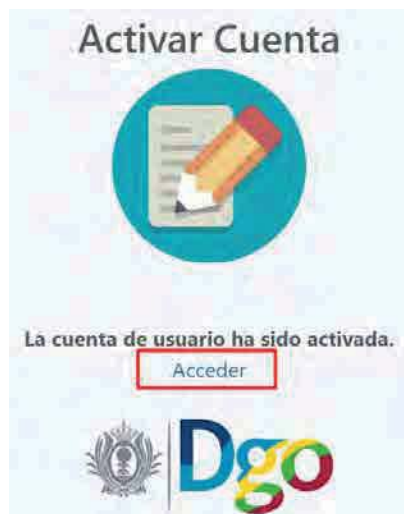 Activar Cuenta
La cuenta de usuario ha sido activada.
Acceder
Dgo